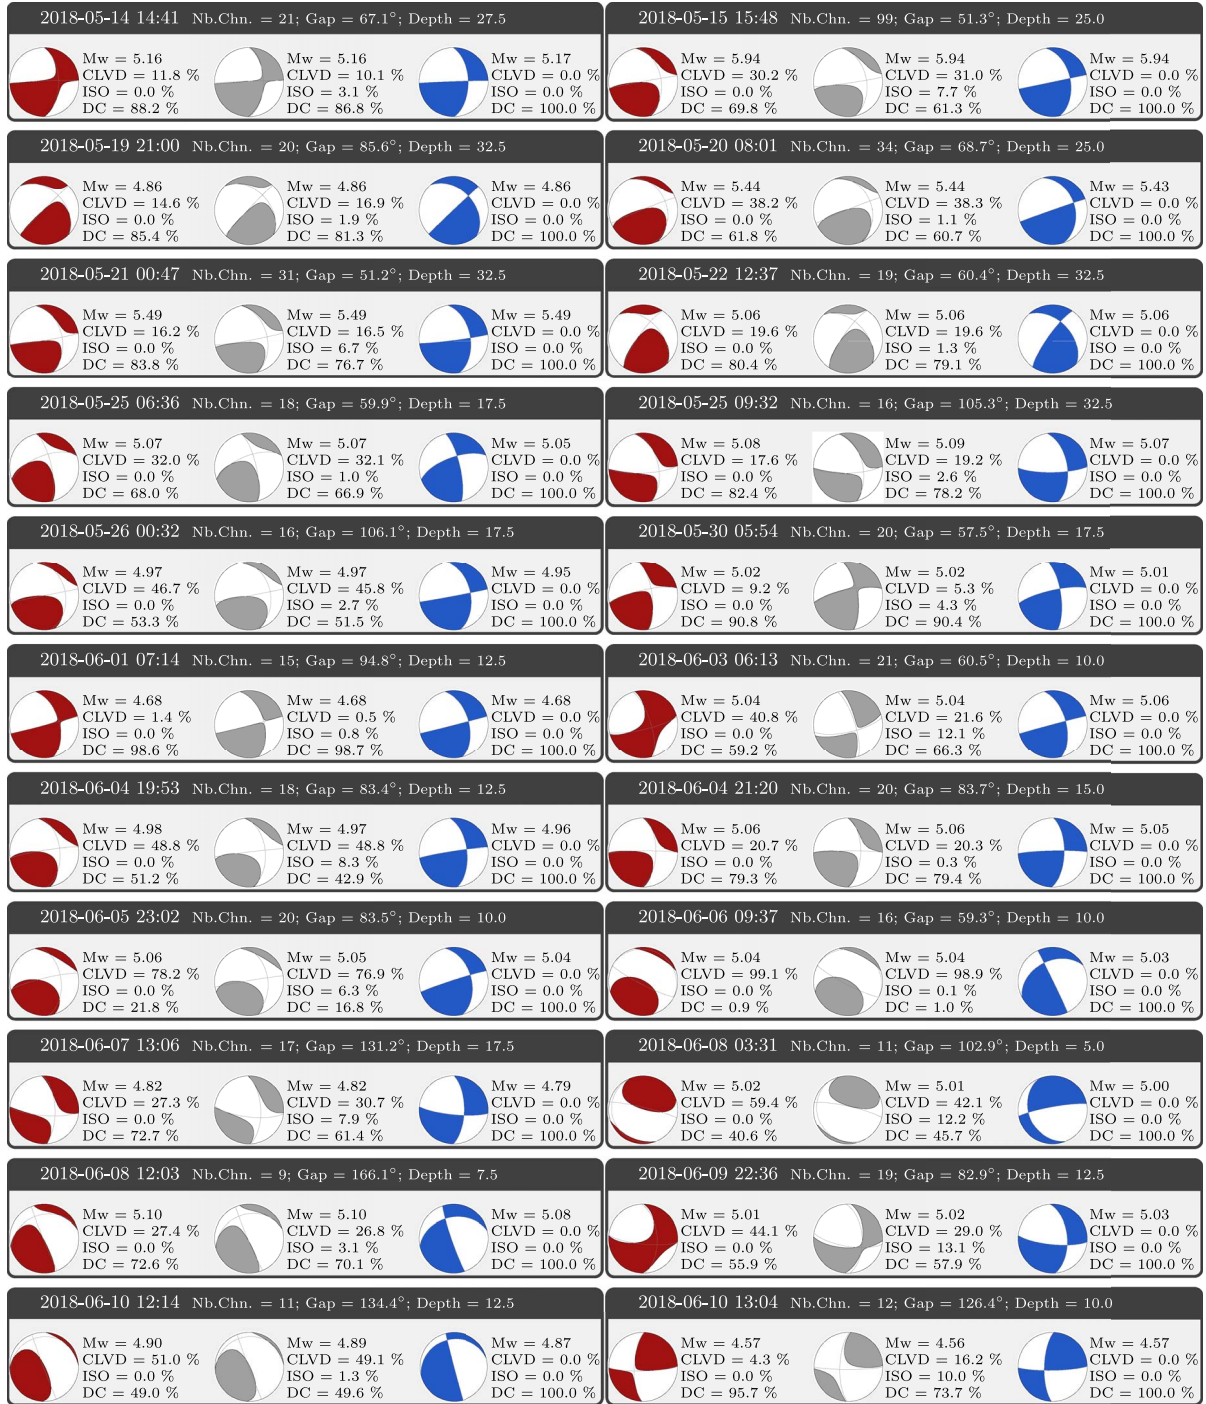 2018-05-14 14:41 Nb.Chn. = 21; Gap = 67.1°; Depth = 27.5
Mw = 5.16
CLVD = 11.8 %
ISO = 0.0 %
DC = 88.2 %
Mw = 5.16
CLVD = 10.1 %
ISO = 3.1 %
DC = 86.8 %
Mw = 5.17
CLVD = 0.0 %
ISO = 0.0 %
DC = 100.0 %
2018-05-15 15:48 Nb.Chn. = 99; Gap = 51.3°; Depth = 25.0
Mw = 5.94
CLVD = 30.2 %
ISO = 0.0 %
DC = 69.8 %
Mw = 5.94
CLVD = 31.0 %
ISO = 7.7 %
DC = 61.3 %
Mw = 5.94
CLVD = 0.0 %
ISO = 0.0 %
DC = 100.0 %
2018-05-19 21:00 Nb.Chn. = 20; Gap = 85.6°; Depth = 32.5
Mw = 4.86
CLVD = 14.6 %
ISO = 0.0 %
DC = 85.4 %
Mw = 4.86
CLVD = 16.9 %
ISO = 1.9 %
DC = 81.3 %
Mw = 4.86
CLVD = 0.0 %
ISO = 0.0 %
DC = 100.0 %
2018-05-20 08:01 Nb.Chn. = 34; Gap = 68.7°; Depth = 25.0
Mw = 5.44
CLVD = 38.2 %
ISO = 0.0 %
DC = 61.8 %
Mw = 5.44
CLVD = 38.3 %
ISO = 1.1 %
DC = 60.7 %
Mw = 5.43
CLVD = 0.0 %
ISO = 0.0 %
DC = 100.0 %
2018-05-21 00:47 Nb.Chn. = 31; Gap = 51.2°; Depth = 32.5
Mw = 5.49
CLVD = 16.2 %
ISO = 0.0 %
DC = 83.8 %
Mw = 5.49
CLVD = 16.5 %
ISO = 6.7 %
DC = 76.7 %
Mw = 5.49
CLVD = 0.0 %
ISO = 0.0 %
DC = 100.0 %
2018-05-22 12:37 Nb.Chn. = 19; Gap = 60.4°; Depth = 32.5
Mw = 5.06
CLVD = 19.6 %
ISO = 0.0 %
DC = 80.4 %
Mw = 5.06
CLVD = 19.6 %
ISO = 1.3 %
DC = 79.1 %
Mw = 5.06
CLVD = 0.0 %
ISO = 0.0 %
DC = 100.0 %
2018-05-25 06:36 Nb.Chn. = 18; Gap = 59.9°; Depth = 17.5
Mw = 5.07
CLVD = 32.0 %
ISO = 0.0 %
DC = 68.0 %
Mw = 5.07
CLVD = 32.1 %
ISO = 1.0 %
DC = 66.9 %
Mw = 5.05
CLVD = 0.0 %
ISO = 0.0 %
DC = 100.0 %
2018-05-25 09:32 Nb.Chn. = 16; Gap = 105.3°; Depth = 32.5
Mw = 5.08
CLVD = 17.6 %
ISO = 0.0 %
DC = 82.4 %
Mw = 5.09
CLVD = 19.2 %
ISO = 2.6 %
DC = 78.2 %
Mw = 5.07
CLVD = 0.0 %
ISO = 0.0 %
DC = 100.0 %
2018-05-26 00:32 Nb.Chn. = 16; Gap = 106.1°; Depth = 17.5
Mw = 4.97
CLVD = 46.7 %
ISO = 0.0 %
DC = 53.3 %
Mw = 4.97
CLVD = 45.8 %
ISO = 2.7 %
DC = 51.5 %
Mw = 4.95
CLVD = 0.0 %
ISO = 0.0 %
DC = 100.0 %
2018-05-30 05:54 Nb.Chn. = 20; Gap = 57.5°; Depth = 17.5
Mw = 5.02
CLVD = 9.2 %
ISO = 0.0 %
DC = 90.8 %
Mw = 5.02
CLVD = 5.3 %
ISO = 4.3 %
DC = 90.4 %
Mw = 5.01
CLVD = 0.0 %
ISO = 0.0 %
DC = 100.0 %
2018-06-01 07:14 Nb.Chn. = 15; Gap = 94.8°; Depth = 12.5
Mw = 4.68
CLVD = 1.4 %
ISO = 0.0 %
DC = 98.6 %
Mw = 4.68
CLVD = 0.5 %
ISO = 0.8 %
DC = 98.7 %
Mw = 4.68
CLVD = 0.0 %
ISO = 0.0 %
DC = 100.0 %
2018-06-03 06:13 Nb.Chn. = 21; Gap = 60.5°; Depth = 10.0
Mw = 5.04
CLVD = 40.8 %
ISO = 0.0 %
DC = 59.2 %
Mw = 5.04
CLVD = 21.6 %
ISO = 12.1 %
DC = 66.3 %
Mw = 5.06
CLVD = 0.0 %
ISO = 0.0 %
DC = 100.0 %
2018-06-04 19:53 Nb.Chn. = 18; Gap = 83.4°; Depth = 12.5
Mw = 4.98
CLVD = 48.8 %
ISO = 0.0 %
DC = 51.2 %
Mw = 4.97
CLVD = 48.8 %
ISO = 8.3 %
DC = 42.9 %
Mw = 4.96
CLVD = 0.0 %
ISO = 0.0 %
DC = 100.0 %
2018-06-04 21:20 Nb.Chn. = 20; Gap = 83.7°; Depth = 15.0
Mw = 5.06
CLVD = 20.7 %
ISO = 0.0 %
DC = 79.3 %
Mw = 5.06
CLVD = 20.3 %
ISO = 0.3 %
DC = 79.4 %
Mw = 5.05
CLVD = 0.0 %
ISO = 0.0 %
DC = 100.0 %
2018-06-05 23:02 Nb.Chn. = 20; Gap = 83.5°; Depth = 10.0
Mw = 5.06
CLVD = 78.2 %
ISO = 0.0 %
DC = 21.8 %
Mw = 5.05
CLVD = 76.9 %
ISO = 6.3 %
DC = 16.8 %
Mw = 5.04
CLVD = 0.0 %
ISO = 0.0 %
DC = 100.0 %
2018-06-06 09:37 Nb.Chn. = 16; Gap = 59.3°; Depth = 10.0
Mw = 5.04
CLVD = 99.1 %
ISO = 0.0 %
DC = 0.9 %
Mw = 5.04
CLVD = 98.9 %
ISO = 0.1 %
DC = 1.0 %
Mw = 5.03
CLVD = 0.0 %
ISO = 0.0 %
DC = 100.0 %
2018-06-07 13:06 Nb.Chn. = 17; Gap = 131.2°; Depth = 17.5
Mw = 4.82
CLVD = 27.3 %
ISO = 0.0 %
DC = 72.7 %
Mw = 4.82
CLVD = 30.7 %
ISO = 7.9 %
DC = 61.4 %
Mw = 4.79
CLVD = 0.0 %
ISO = 0.0 %
DC = 100.0 %
2018-06-08 03:31 Nb.Chn. = 11; Gap = 102.9°; Depth = 5.0
Mw = 5.02
CLVD = 59.4 %
ISO = 0.0 %
DC = 40.6 %
Mw = 5.01
CLVD = 42.1 %
ISO = 12.2 %
DC = 45.7 %
Mw = 5.00
CLVD = 0.0 %
ISO = 0.0 %
DC = 100.0 %
2018-06-08 12:03 Nb.Chn. = 9; Gap = 166.1°; Depth = 7.5
Mw = 5.10
CLVD = 27.4 %
ISO = 0.0 %
DC = 72.6 %
Mw = 5.10
CLVD = 26.8 %
ISO = 3.1 %
DC = 70.1 %
Mw = 5.08
CLVD = 0.0 %
ISO = 0.0 %
DC = 100.0 %
2018-06-09 22:36 Nb.Chn. = 19; Gap = 82.9°; Depth = 12.5
Mw = 5.01
CLVD = 44.1 %
ISO = 0.0 %
DC = 55.9 %
Mw = 5.02
CLVD = 29.0 %
ISO = 13.1 %
DC = 57.9 %
Mw = 5.03
CLVD = 0.0 %
ISO = 0.0 %
DC = 100.0 %
2018-06-10 12:14 Nb.Chn. = 11; Gap = 134.4°; Depth = 12.5
Mw = 4.90
CLVD = 51.0 %
ISO = 0.0 %
DC = 49.0 %
Mw = 4.89
CLVD = 49.1 %
ISO = 1.3 %
DC = 49.6 %
Mw = 4.87
CLVD = 0.0 %
ISO = 0.0 %
DC = 100.0 %
2018-06-10 13:04 Nb.Chn. = 12; Gap = 126.4°; Depth = 10.0
Mw = 4.57
CLVD = 4.3 %
ISO = 0.0 %
DC = 95.7 %
Mw = 4.56
CLVD = 16.2 %
ISO = 10.0 %
DC = 73.7 %
Mw = 4.57
CLVD = 0.0 %
ISO = 0.0 %
DC = 100.0 %